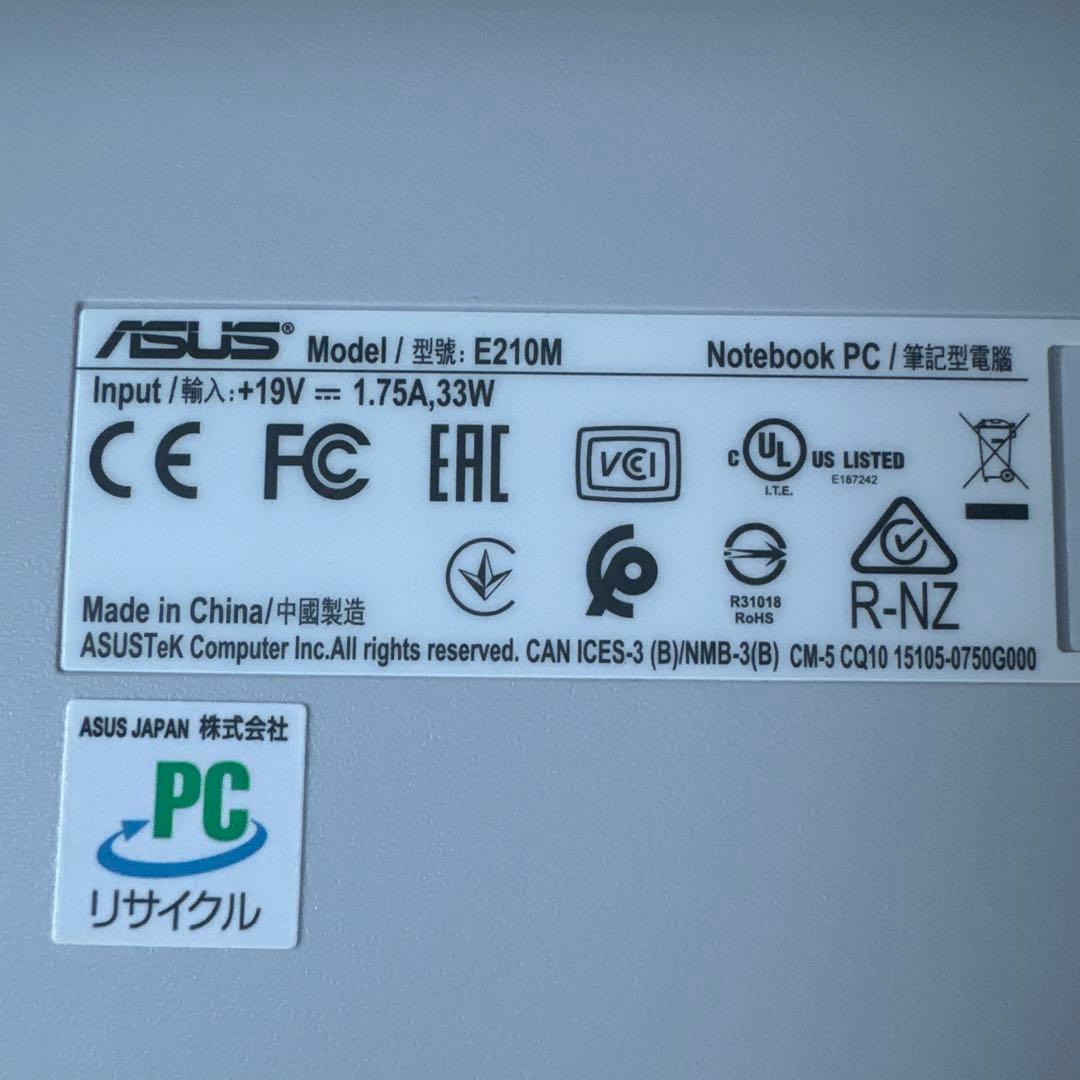 ASUS® Model / 型號: E210M Notebook PC / 筆記型電腦
Input / 輸入: +19V ⎓ 1.75A,33W
CE FC EAC VCCI C UL US LISTED
I.T.E. E187242
R31018
RoHS
R-NZ
Made in China/中國製造
ASUSTeK Computer Inc.All rights reserved. CAN ICES-3 (B)/NMB-3(B) CM-5 CQ10 15105-0750G000
ASUS JAPAN 株式会社
PC
リサイクル